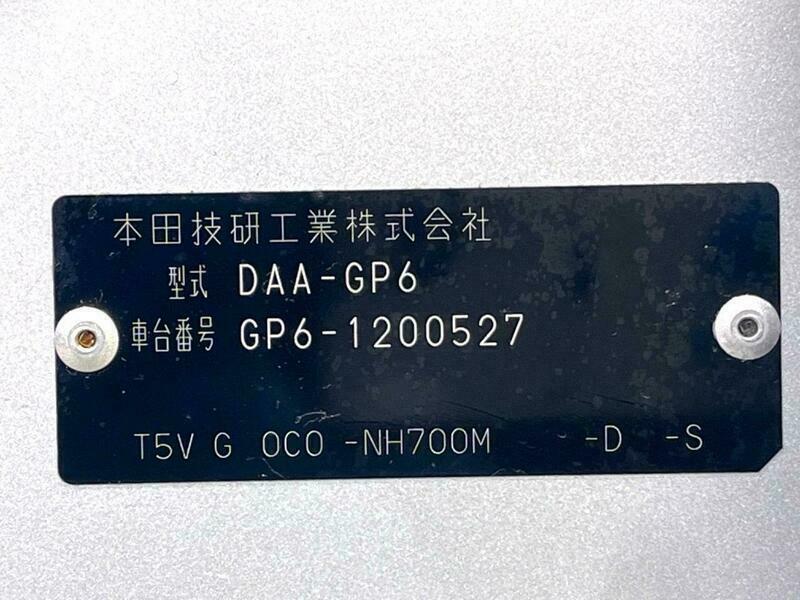 本田技研工業株式会社
型式 DAA-GP6
車台番号 GP6-1200527
T5V G 0C0 -NH700M -D -S